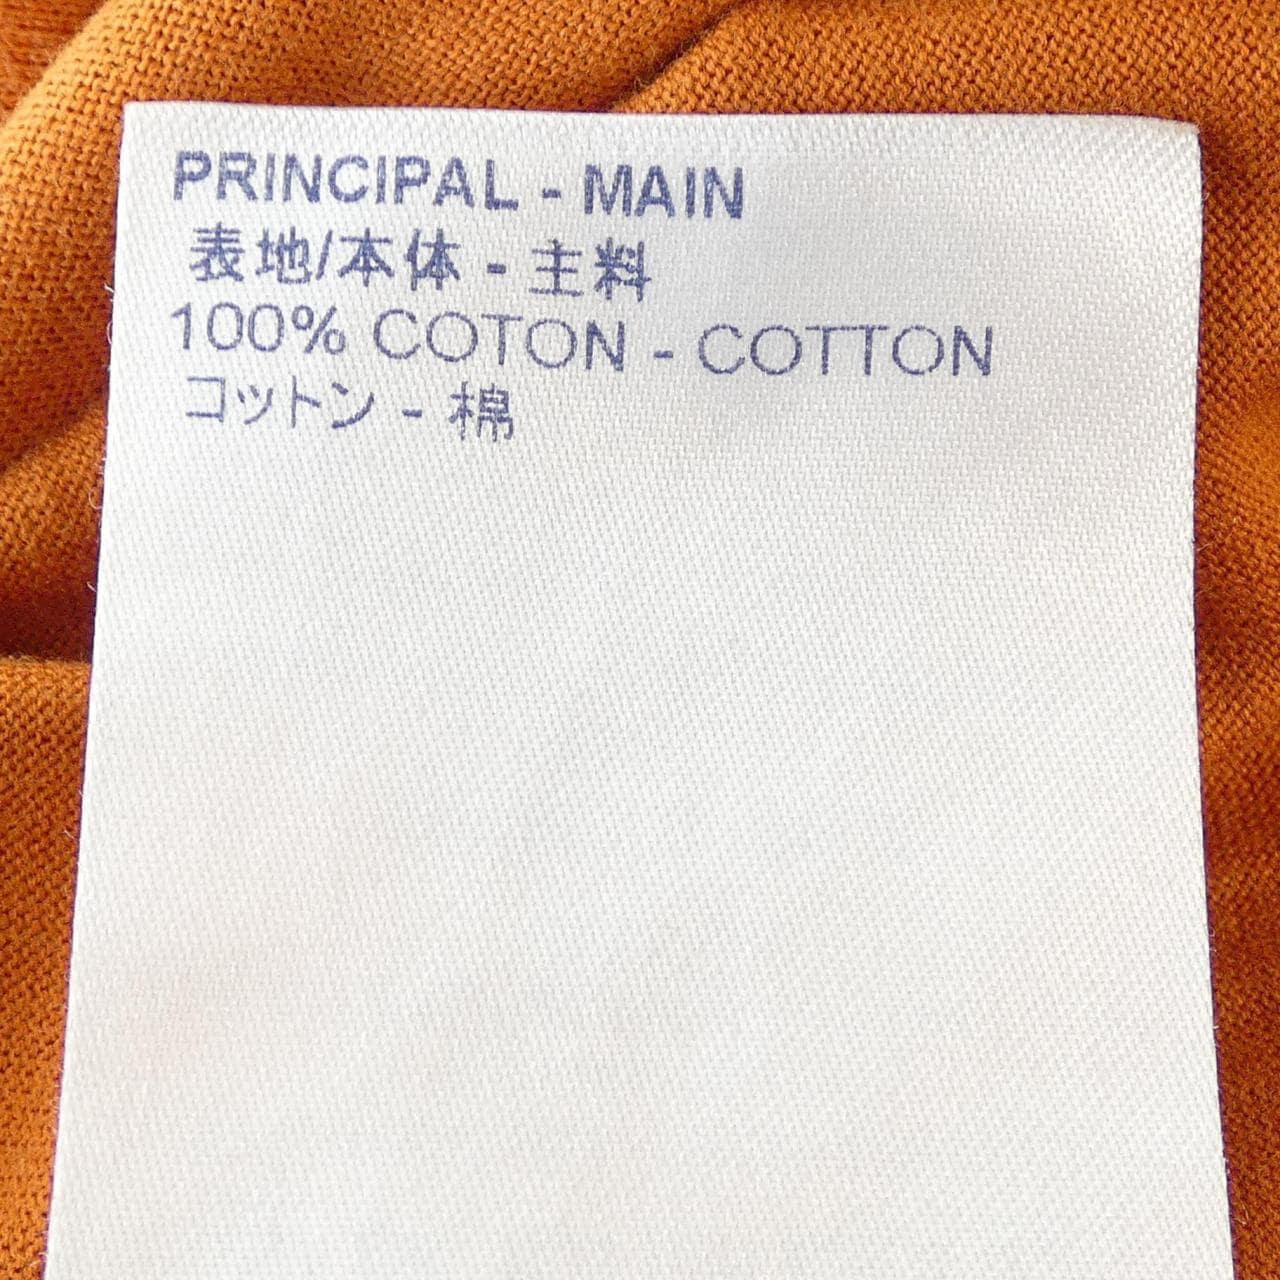 PRINCIPAL - MAIN
表地/本体 - 主料
100% COTON - COTTON
コットン - 棉